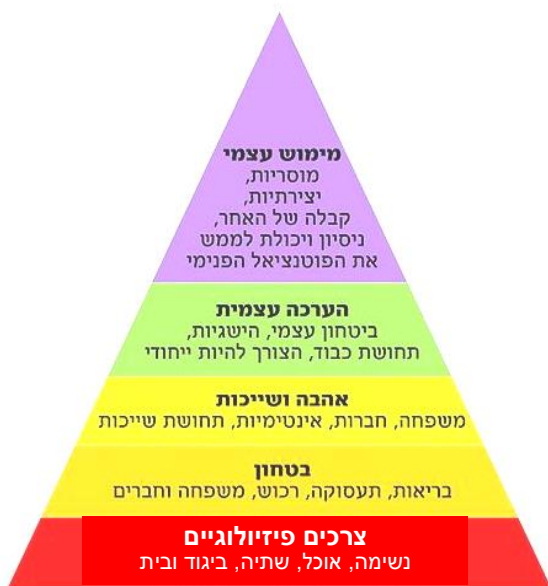 מימוש עצמי
מוסריות,
יצירתיות,
קבלה של האחר,
ניסיון ויכולת לממש
את הפוטנציאל הפנימי
הערכה עצמית
ביטחון עצמי, הישגיות,
תחושת כבוד, הצורך להיות ייחודי
אהבה ושייכות
משפחה, חברות, אינטימיות, תחושת שייכות
בטחון
בריאות, תעסוקה, רכוש, משפחה וחברים
צרכים פיזיולוגיים
נשימה, אוכל, שתיה, ביגוד ובית